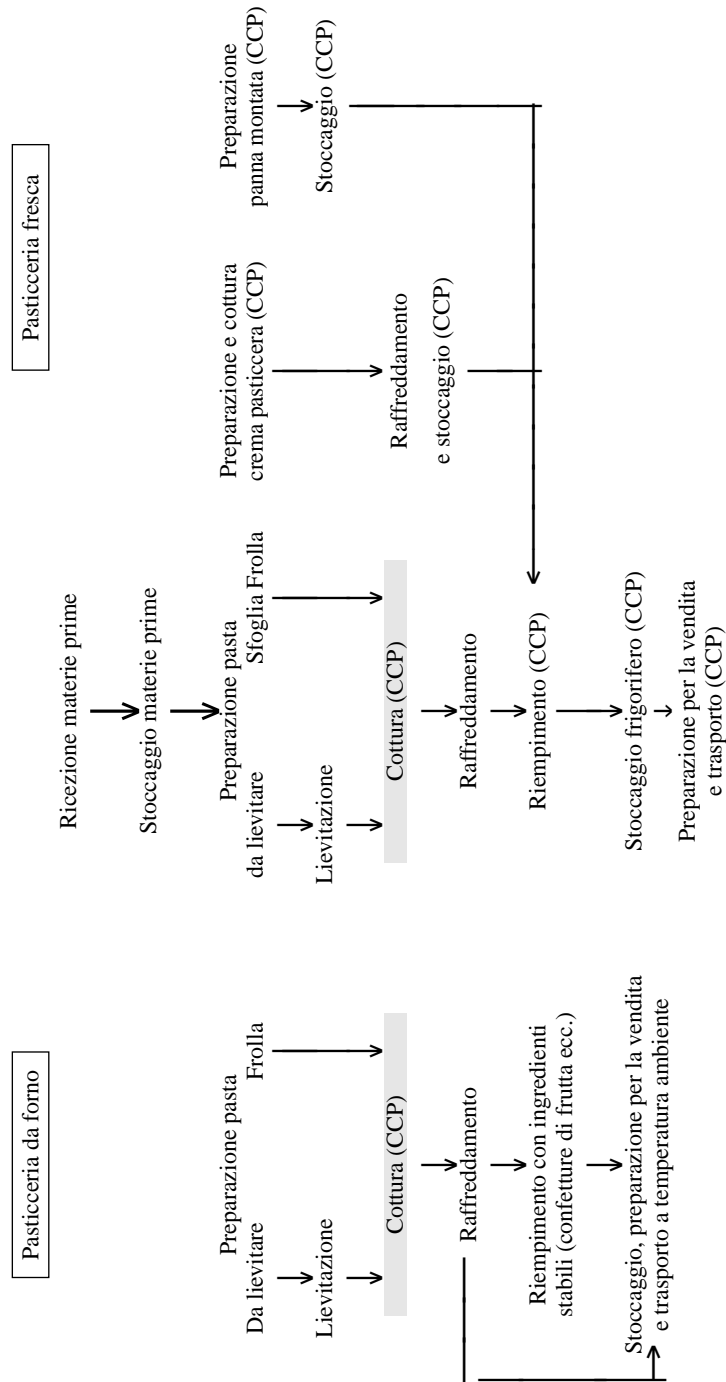 Pasticceria da forno
Preparazione pasta
Da lievitare
Frolla
Lievitazione
Cottura (CCP)
Raffreddamento
Riempimento con ingredienti
stabili (confetture di frutta ecc.)
Stoccaggio, preparazione per la vendita
e trasporto a temperatura ambiente
Pasticceria fresca
Ricezione materie prime
Stoccaggio materie prime
Preparazione pasta
da lievitare
Sfoglia Frolla
Lievitazione
Cottura (CCP)
Raffreddamento
Riempimento (CCP)
Stoccaggio frigorifero (CCP)
Preparazione per la vendita
e trasporto (CCP)
Preparazione e cottura
crema pasticcera (CCP)
Raffreddamento
e stoccaggio (CCP)
Preparazione
panna montata (CCP)
Stoccaggio (CCP)